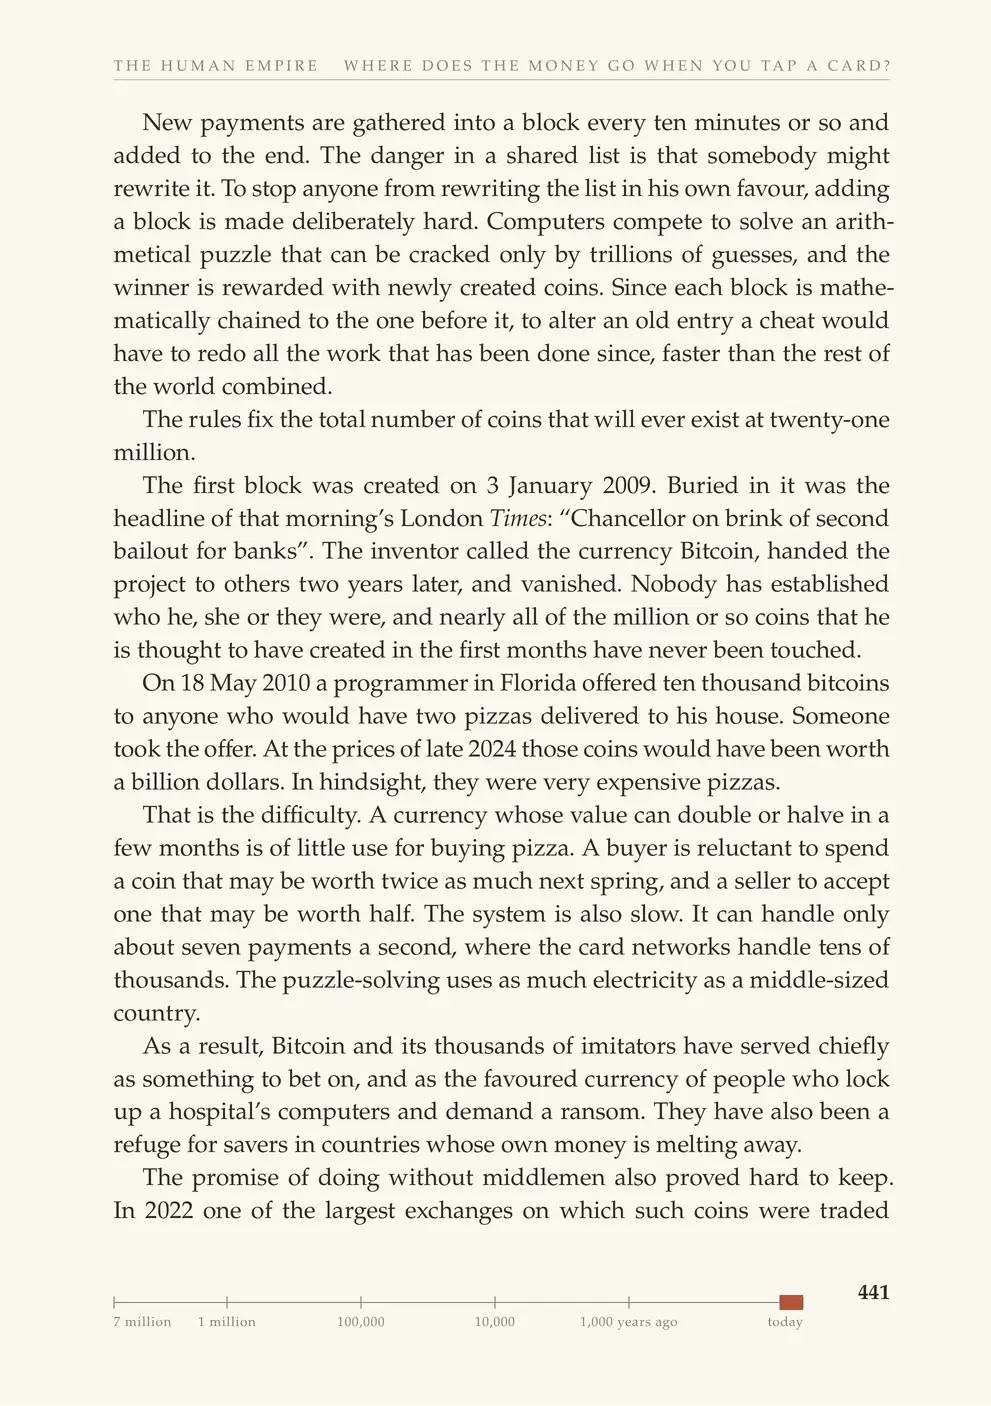 THE HUMAN EMPIRE WHERE DOES THE MONEY GO WHEN YOU TAP A CARD?
New payments are gathered into a block every ten minutes or so and
added to the end. The danger in a shared list is that somebody might
rewrite it. To stop anyone from rewriting the list in his own favour, adding
a block is made deliberately hard. Computers compete to solve an arith-
metical puzzle that can be cracked only by trillions of guesses, and the
winner is rewarded with newly created coins. Since each block is mathe-
matically chained to the one before it, to alter an old entry a cheat would
have to redo all the work that has been done since, faster than the rest of
the world combined.
The rules fix the total number of coins that will ever exist at twenty-one
million.
The first block was created on 3 January 2009. Buried in it was the
headline of that morning’s London Times: “Chancellor on brink of second
bailout for banks”. The inventor called the currency Bitcoin, handed the
project to others two years later, and vanished. Nobody has established
who he, she or they were, and nearly all of the million or so coins that he
is thought to have created in the first months have never been touched.
On 18 May 2010 a programmer in Florida offered ten thousand bitcoins
to anyone who would have two pizzas delivered to his house. Someone
took the offer. At the prices of late 2024 those coins would have been worth
a billion dollars. In hindsight, they were very expensive pizzas.
That is the difficulty. A currency whose value can double or halve in a
few months is of little use for buying pizza. A buyer is reluctant to spend
a coin that may be worth twice as much next spring, and a seller to accept
one that may be worth half. The system is also slow. It can handle only
about seven payments a second, where the card networks handle tens of
thousands. The puzzle-solving uses as much electricity as a middle-sized
country.
As a result, Bitcoin and its thousands of imitators have served chiefly
as something to bet on, and as the favoured currency of people who lock
up a hospital’s computers and demand a ransom. They have also been a
refuge for savers in countries whose own money is melting away.
The promise of doing without middlemen also proved hard to keep.
In 2022 one of the largest exchanges on which such coins were traded
441
7 million 1 million 100,000 10,000 1,000 years ago today